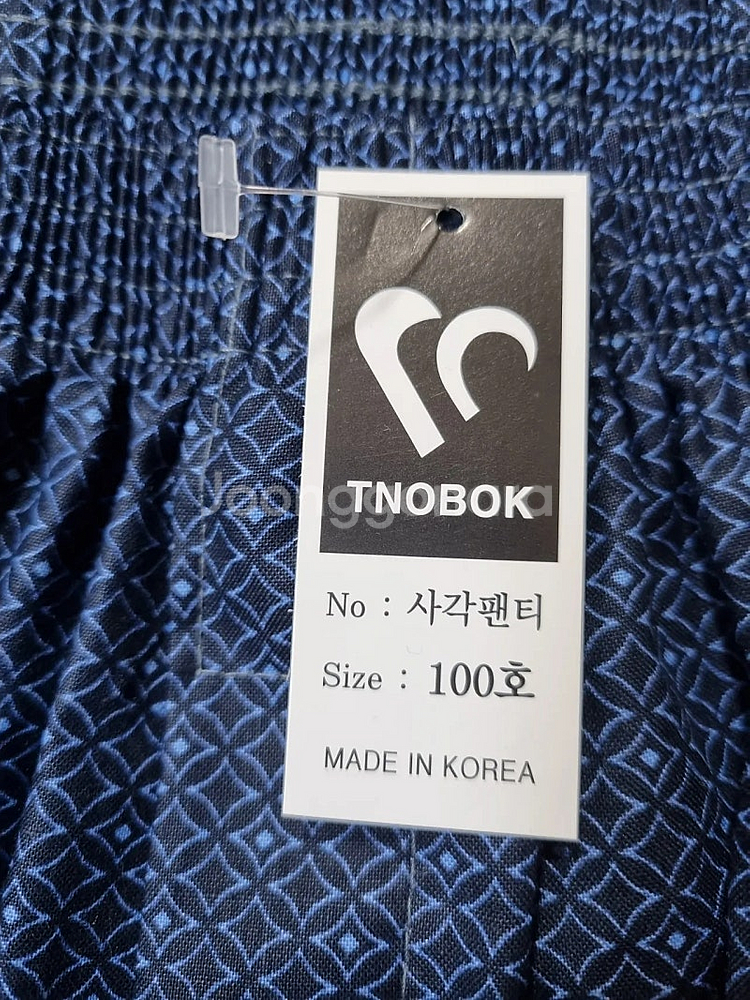 TNOBOK
No : 사각팬티
Size : 100호
MADE IN KOREA